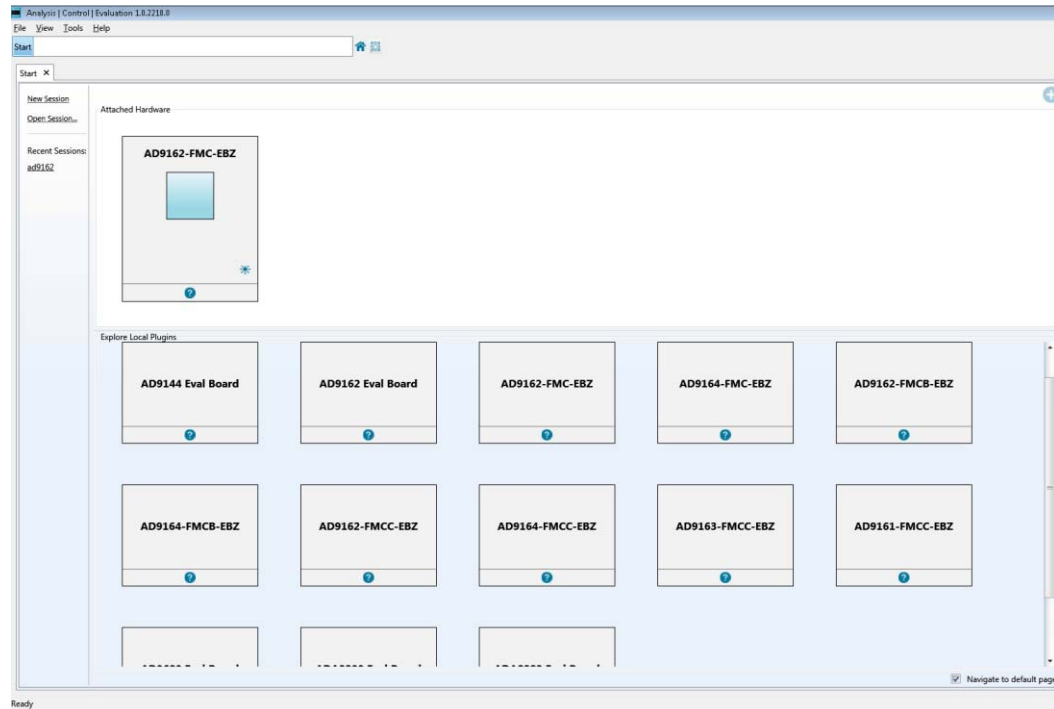 Analysis | Control | Evaluation 1.0.2218.0
File View Tools Help
Start
Start
New Session
Open Session...
Recent Sessions:
ad9162
Attached Hardware
AD9162-FMC-EBZ
Explore Local Plugins
AD9144 Eval Board AD9162 Eval Board AD9162-FMC-EBZ AD9164-FMC-EBZ AD9162-FMCB-EBZ
AD9164-FMCB-EBZ AD9162-FMCC-EBZ AD9164-FMCC-EBZ AD9163-FMCC-EBZ AD9161-FMCC-EBZ
Navigate to default page
Ready